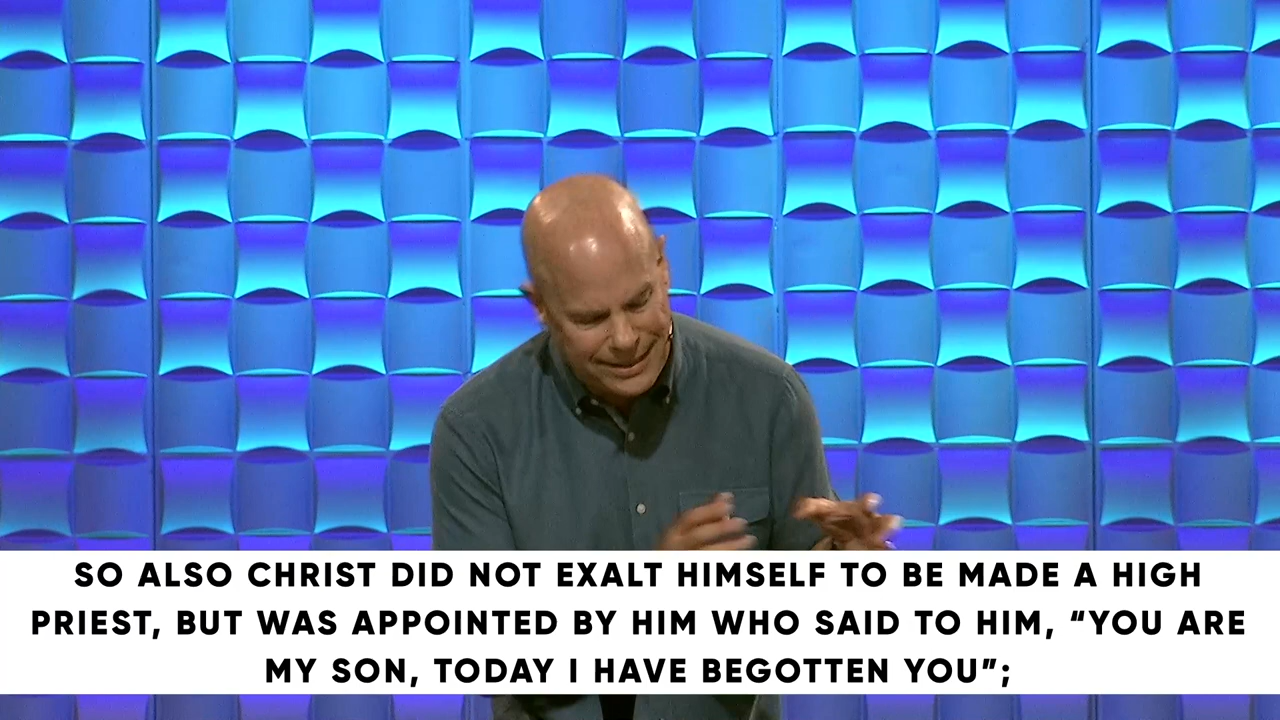 SO ALSO CHRIST DID NOT EXALT HIMSELF TO BE MADE A HIGH
PRIEST, BUT WAS APPOINTED BY HIM WHO SAID TO HIM, “YOU ARE
MY SON, TODAY I HAVE BEGOTTEN YOU”;